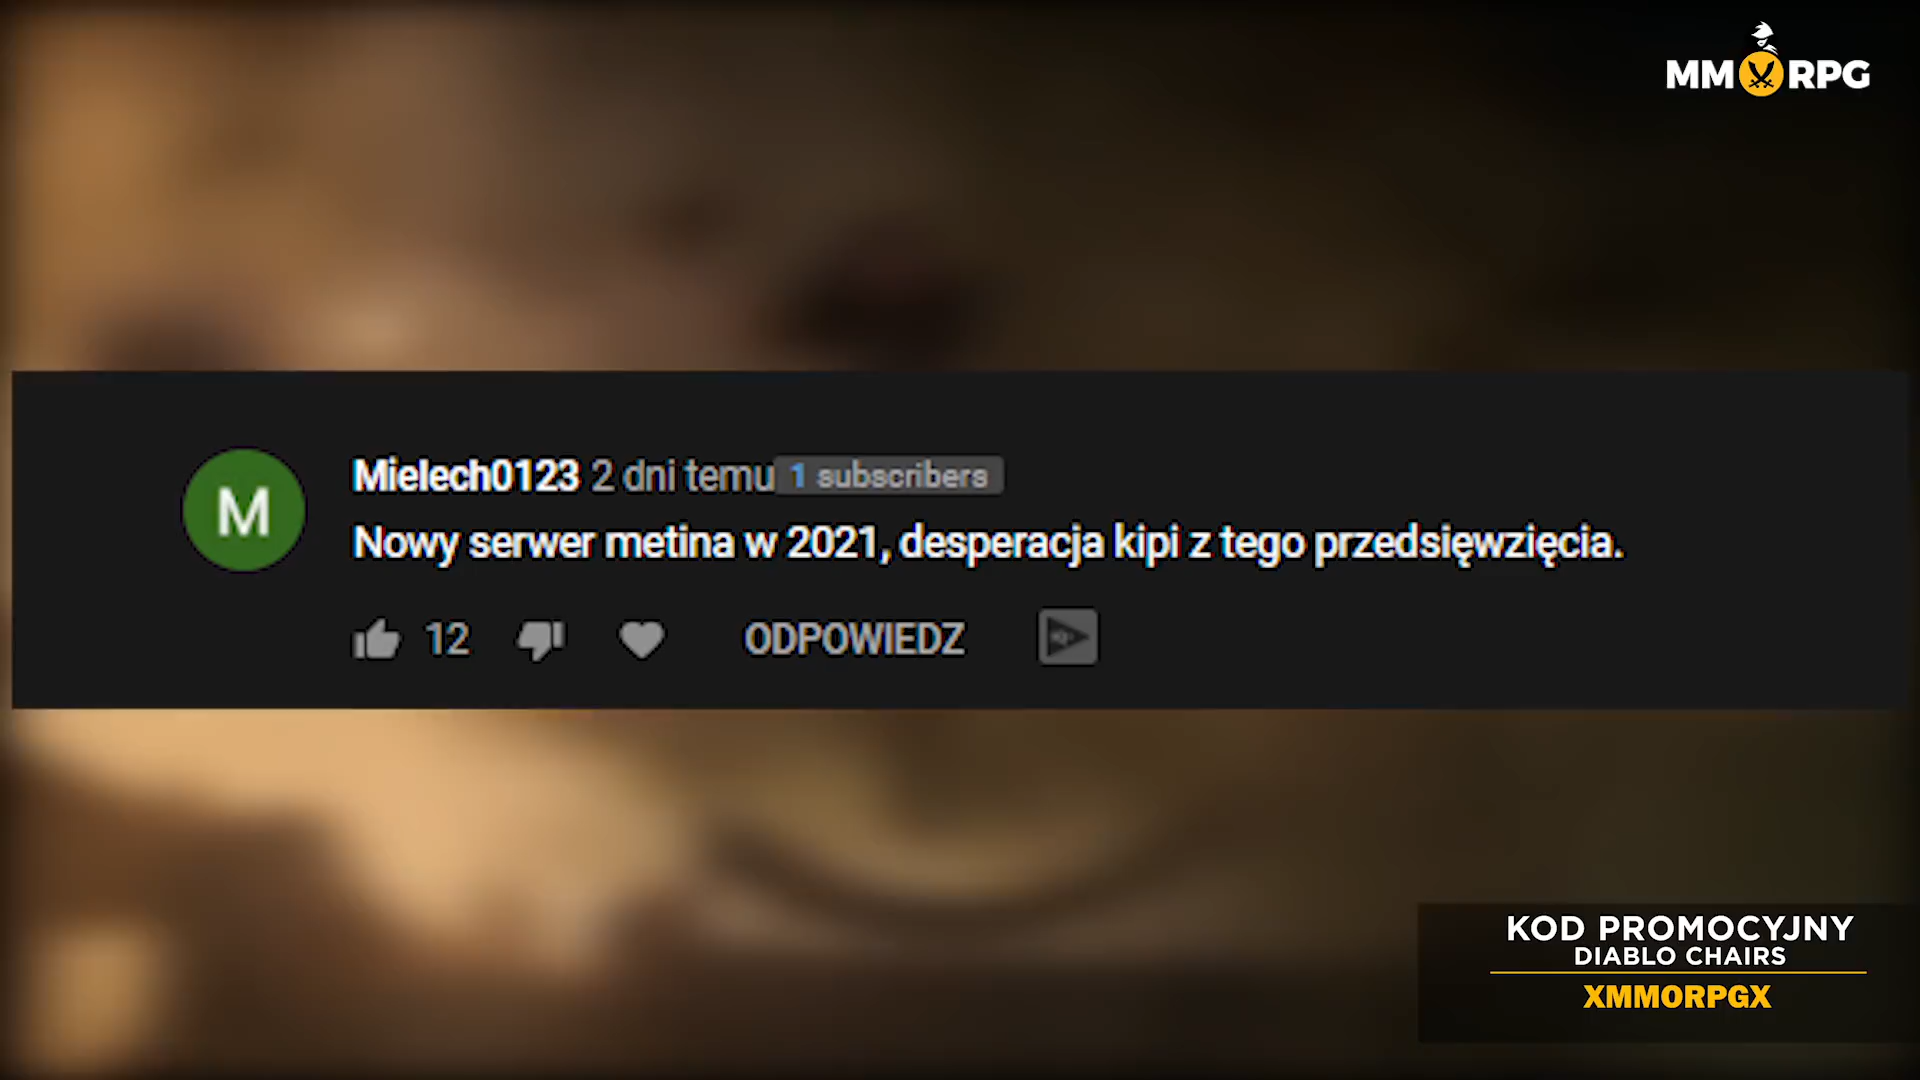 MMORPG
M
Mielech0123 2 dni temu 1 subscribers
Nowy serwer metina w 2021, desperacja kipi z tego przedsięwzięcia.
12 ODPOWIEDZ
KOD PROMOCYJNY
DIABLO CHAIRS
XMMORPGX